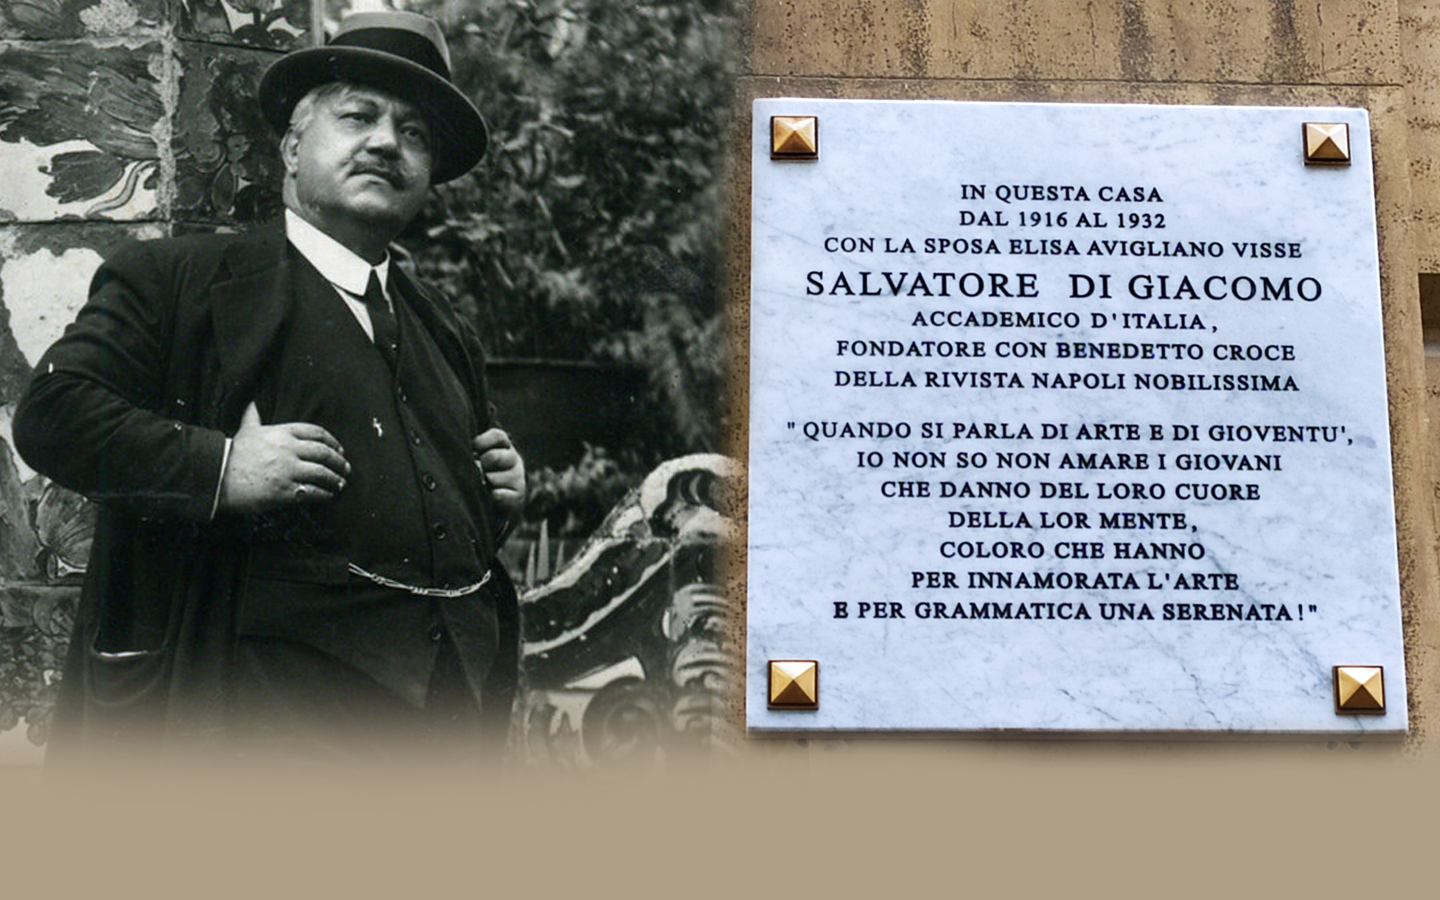 IN QUESTA CASA
DAL 1916 AL 1932
CON LA SPOSA ELISA AVIGLIANO VISSE
SALVATORE DI GIACOMO
ACCADEMICO D'ITALIA,
FONDATORE CON BENEDETTO CROCE
DELLA RIVISTA NAPOLI NOBILISSIMA
"QUANDO SI PARLA DI ARTE E DI GIOVENTU',
IO NON SO NON AMARE I GIOVANI
CHE DANNO DEL LORO CUORE
DELLA LOR MENTE,
COLORO CHE HANNO
PER INNAMORATA L'ARTE
E PER GRAMMATICA UNA SERENATA!"